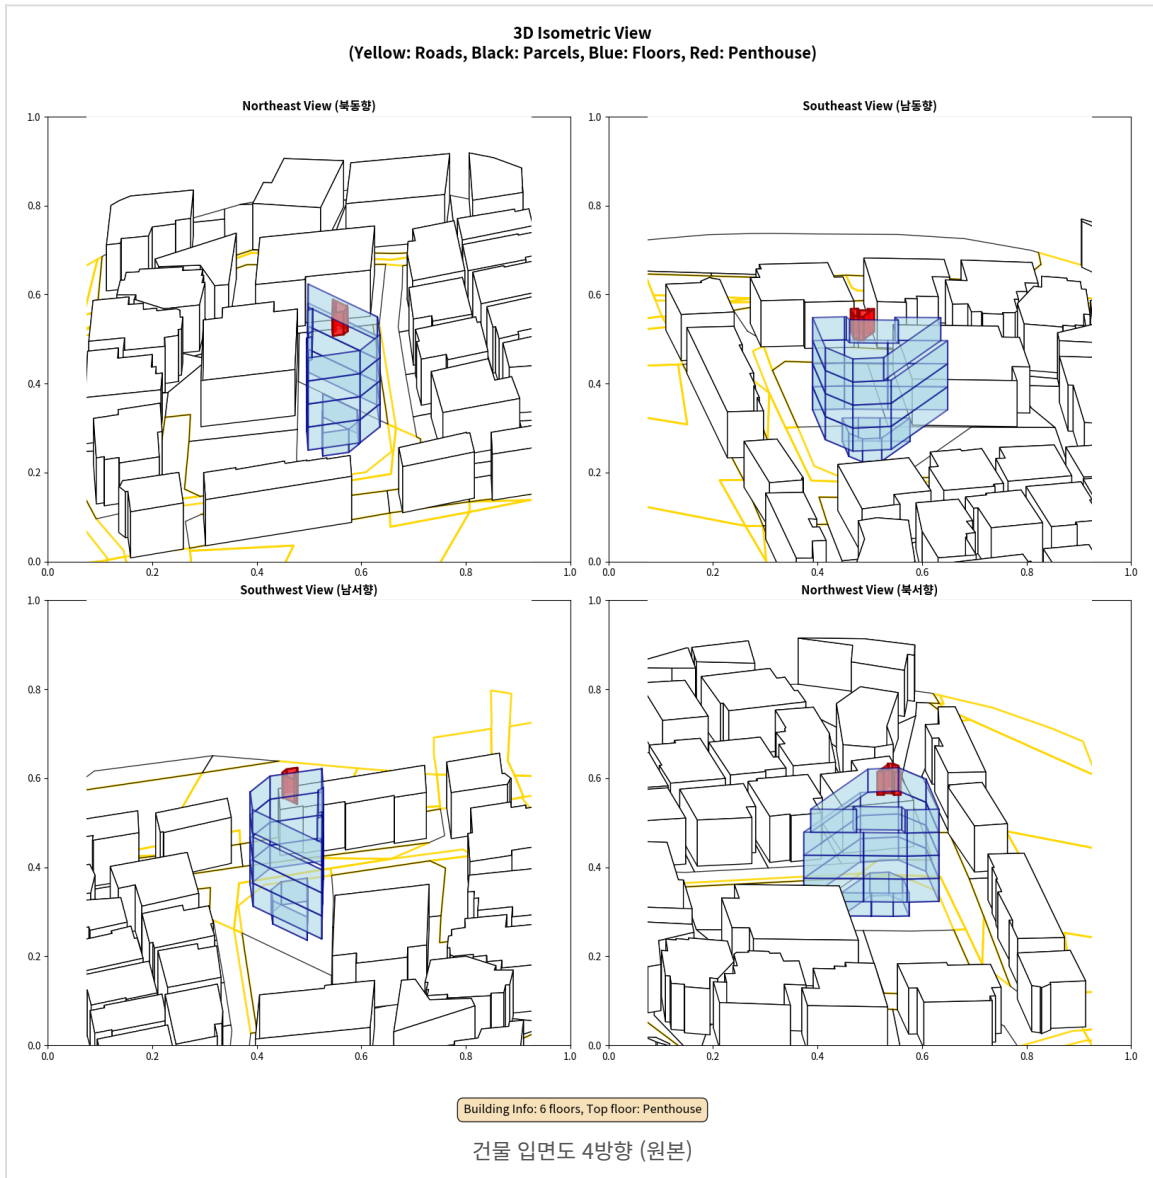 3D Isometric View
(Yellow: Roads, Black: Parcels, Blue: Floors, Red: Penthouse)
Northeast View (북동향)
1.0
0.8
0.6
0.4
0.2
0.0
0.0 0.2 0.4 0.6 0.8 1.0
Southeast View (남동향)
1.0
0.8
0.6
0.4
0.2
0.0
0.0 0.2 0.4 0.6 0.8 1.0
Southwest View (남서향)
1.0
0.8
0.6
0.4
0.2
0.0
0.0 0.2 0.4 0.6 0.8 1.0
Northwest View (북서향)
1.0
0.8
0.6
0.4
0.2
0.0
0.0 0.2 0.4 0.6 0.8 1.0
Building Info: 6 floors, Top floor: Penthouse
건물 입면도 4방향 (원본)